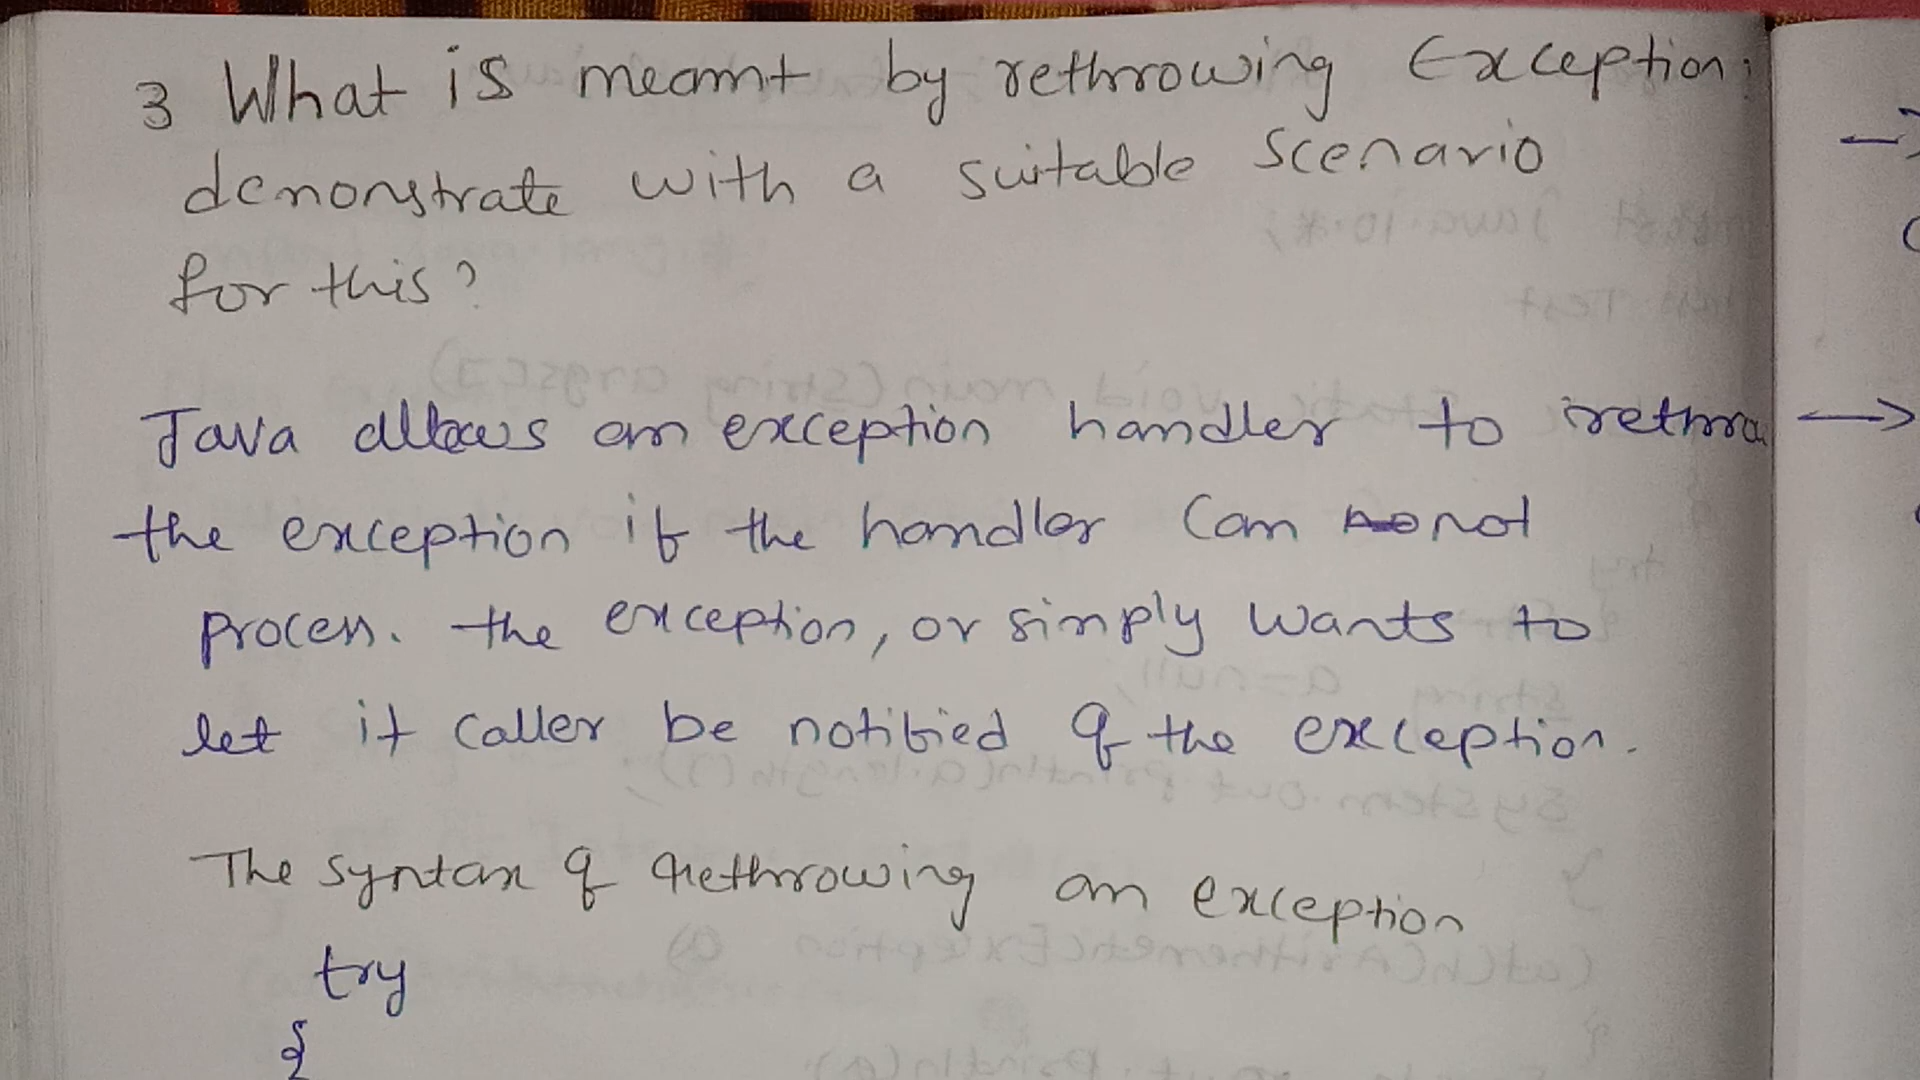 3 What is meant by rethrowing Exception;
demonstrate with a suitable Scenario
for this?
Java allows an exception handler to
the exception if the handler Can not
process. the exception, or simply wants to
let it caller be notified of the exception.
The syntax of rethrowing an exception
try
{